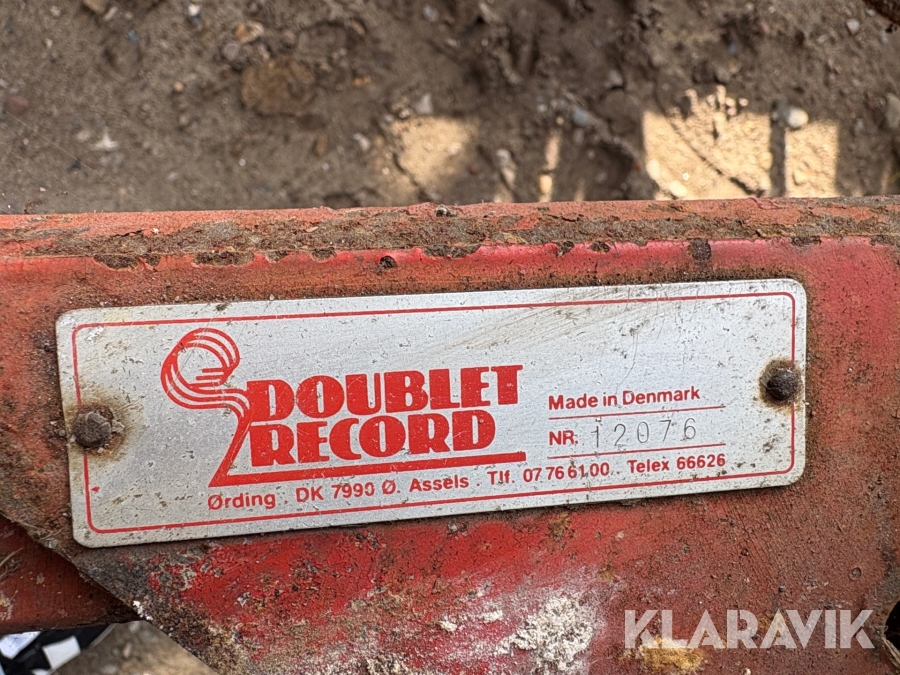 DOUBLET
RECORD
Made in Denmark
NR. 12076
Ørding . DK 7990 Ø. Assels . Tlf. 07 76 61 00 . Telex 66626
KLARAVIK